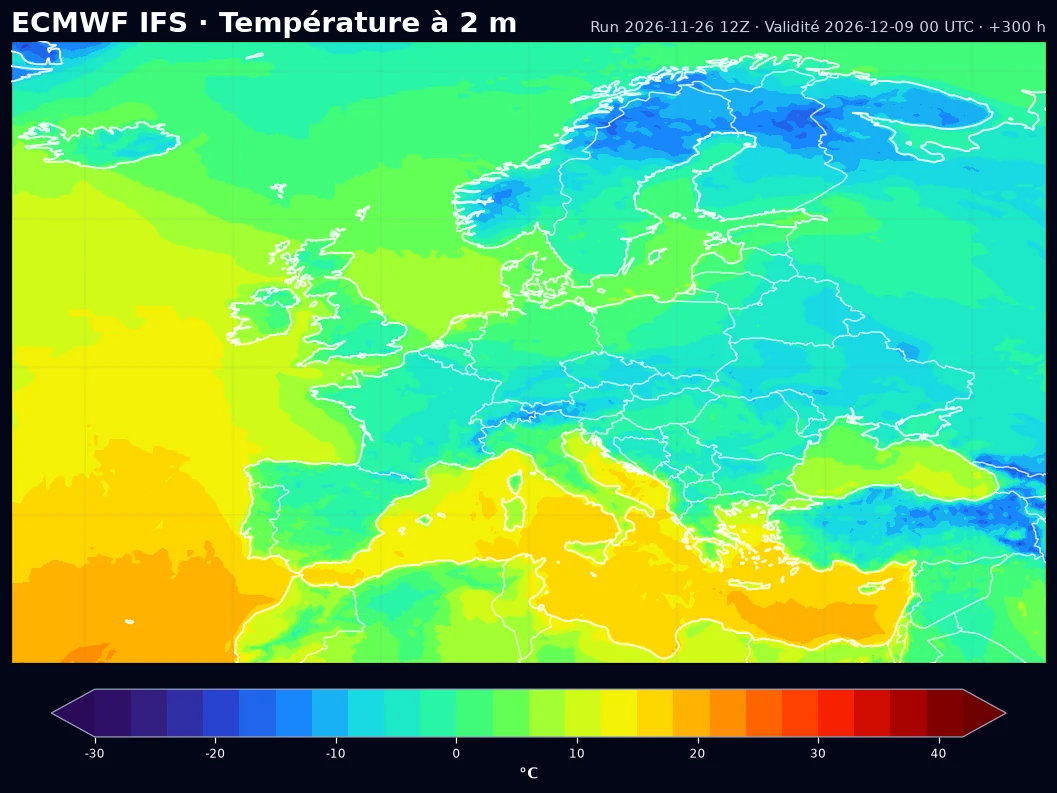 ECMWF IFS · Température à 2 m
Run 2026-11-26 12Z · Validité 2026-12-09 00 UTC · +300 h
-30 -20 -10 0 10 20 30 40
°C